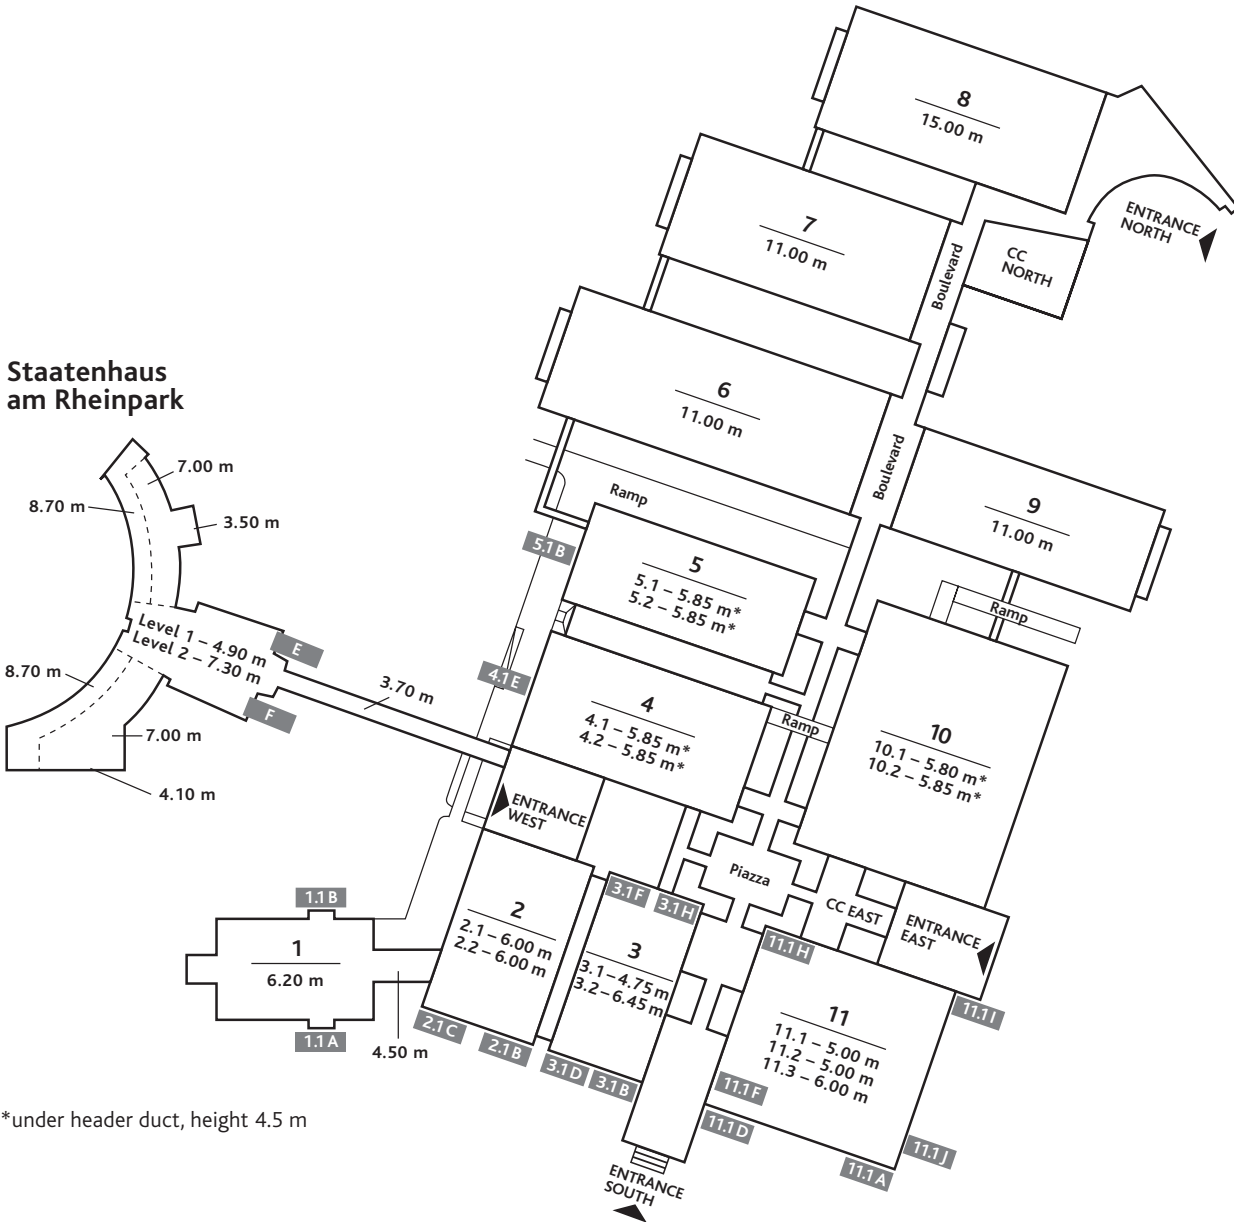 8
15.00 m
ENTRANCE
NORTH
7
11.00 m
CC
NORTH
Boulevard
Staatenhaus
am Rheinpark
6
11.00 m
7.00 m
8.70 m
3.50 m
Boulevard
Ramp
9
11.00 m
5.1 B
5
5.1 – 5.85 m*
5.2 – 5.85 m*
Ramp
Level 1 – 4.90 m
Level 2 – 7.30 m
E
8.70 m
F
3.70 m
4.1 E
4
4.1 – 5.85 m*
4.2 – 5.85 m*
Ramp
10
10.1 – 5.80 m*
10.2 – 5.85 m*
7.00 m
4.10 m
ENTRANCE
WEST
Piazza
3.1 F
3.1 H
1.1 B
2
2.1 – 6.00 m
2.2 – 6.00 m
CC EAST
ENTRANCE
EAST
1
6.20 m
3
3.1 – 4.75 m
3.2 – 6.45 m
11.1 H
11.1 I
1.1 A
4.50 m
2.1 C
2.1 B
3.1 D
3.1 B
11
11.1 – 5.00 m
11.2 – 5.00 m
11.3 – 6.00 m
11.1 F
11.1 D
11.1 J
11.1 A
*under header duct, height 4.5 m
ENTRANCE
SOUTH